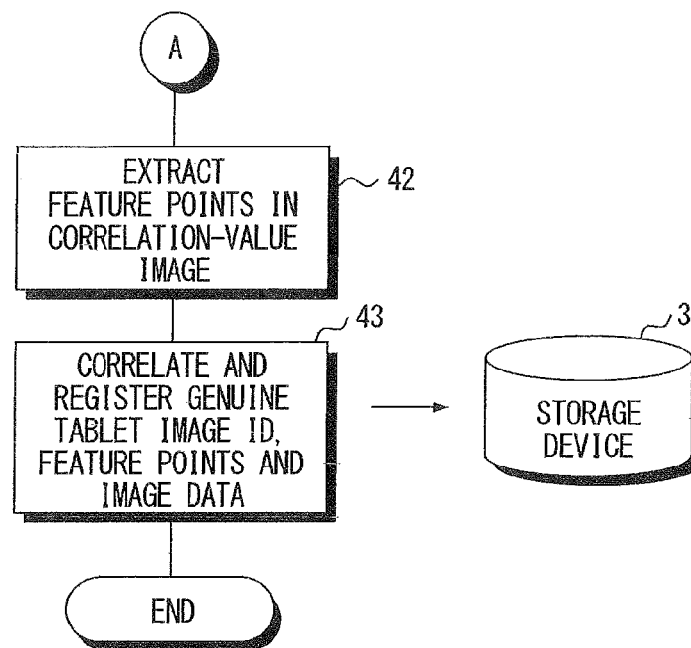 A
EXTRACT
FEATURE POINTS IN
CORRELATION-VALUE
IMAGE
42
43
CORRELATE AND
REGISTER GENUINE
TABLET IMAGE ID,
FEATURE POINTS AND
IMAGE DATA
3
STORAGE
DEVICE
END